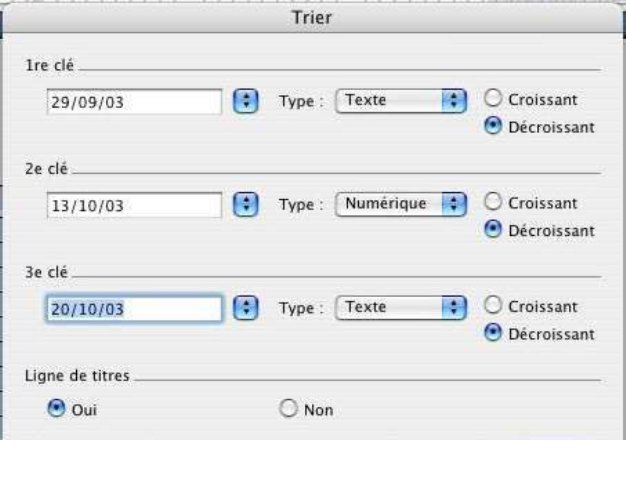 Trier
1re clé
29/09/03 Type : Texte Croissant
Décroissant
2e clé
13/10/03 Type : Numérique Croissant
Décroissant
3e clé
20/10/03 Type : Texte Croissant
Décroissant
Ligne de titres
Oui Non